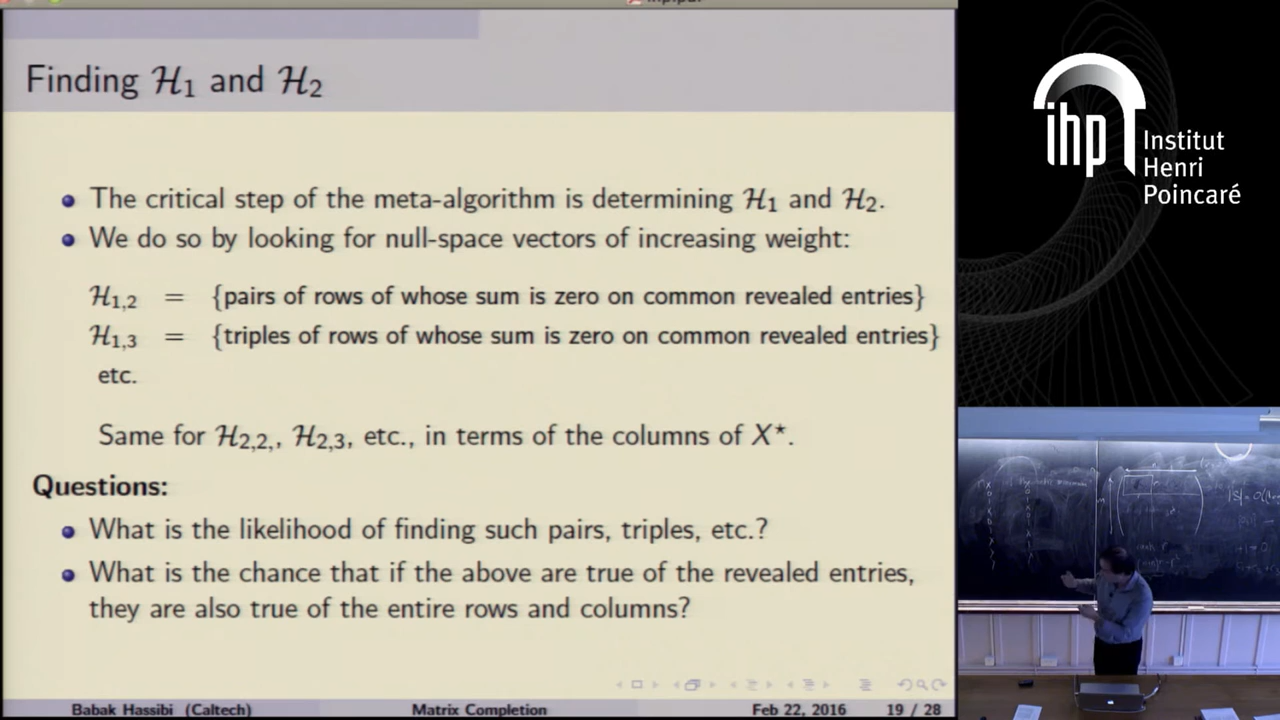 Finding H₁ and H₂
• The critical step of the meta-algorithm is determining H₁ and H₂.
• We do so by looking for null-space vectors of increasing weight:
H₁,₂ = {pairs of rows of whose sum is zero on common revealed entries}
H₁,₃ = {triples of rows of whose sum is zero on common revealed entries}
etc.
Same for H₂,₂,, H₂,₃, etc., in terms of the columns of X*.
Questions:
• What is the likelihood of finding such pairs, triples, etc.?
• What is the chance that if the above are true of the revealed entries,
they are also true of the entire rows and columns?
Babak Hassibi (Caltech) Matrix Completion Feb 22, 2016 19 / 28
ihp
Institut
Henri
Poincaré